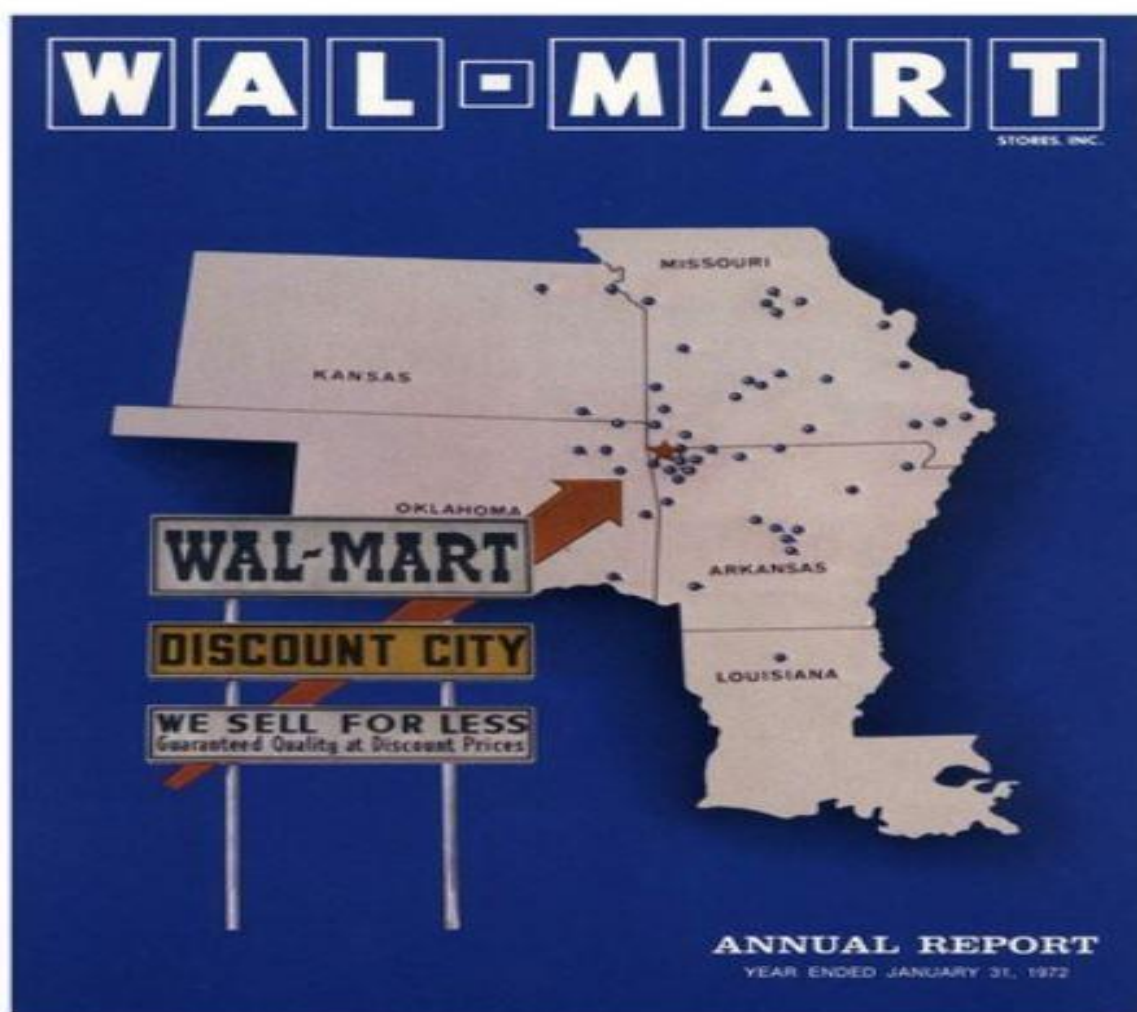 WAL-MART
STORES, INC.
MISSOURI
KANSAS
OKLAHOMA
WAL-MART
ARKANSAS
DISCOUNT CITY
LOUISIANA
WE SELL FOR LESS
Guaranteed Quality at Discount Prices
ANNUAL REPORT
YEAR ENDED JANUARY 31, 1972